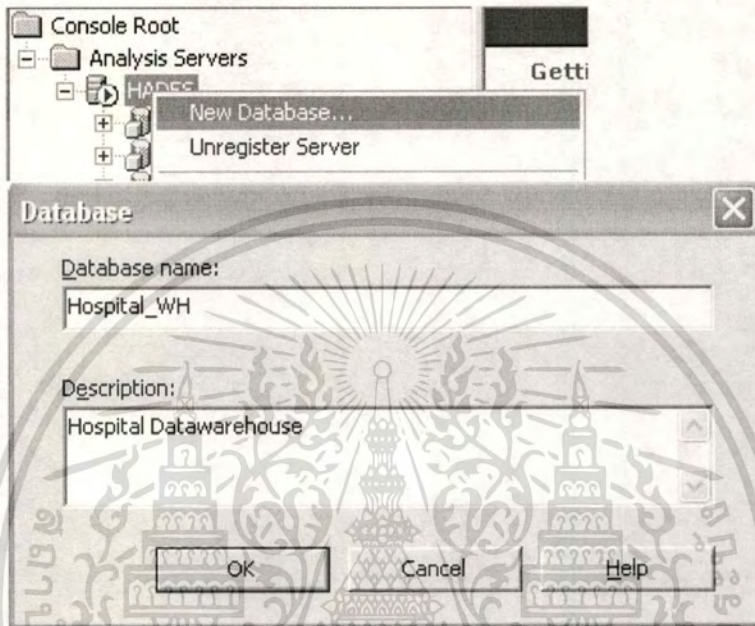 Console Root
Analysis Servers
Getti
HADES
New Database...
Unregister Server
Database
Database name:
Hospital_WH
Description:
Hospital Datawarehouse
OK
Cancel
Help